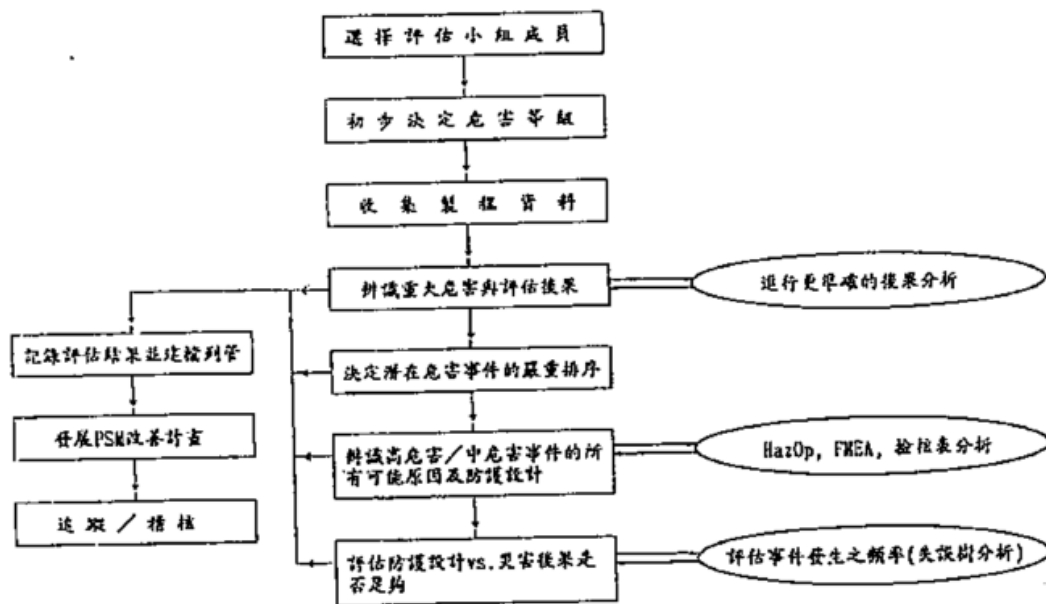 選擇評估小組成員
初步決定危害等級
收集製程資料
辨識重大危害與評估後果
進行更準確的後果分析
記錄評估結果並建檔列管
決定潛在危害事件的嚴重排序
發展PSM改善計畫
辨識高危害／中危害事件的所
有可能原因及防護設計
HazOp, FMEA, 檢核表分析
追蹤／稽核
評估防護設計vs.災害後果是
否足夠
評估事件發生之頻率(失誤樹分析)